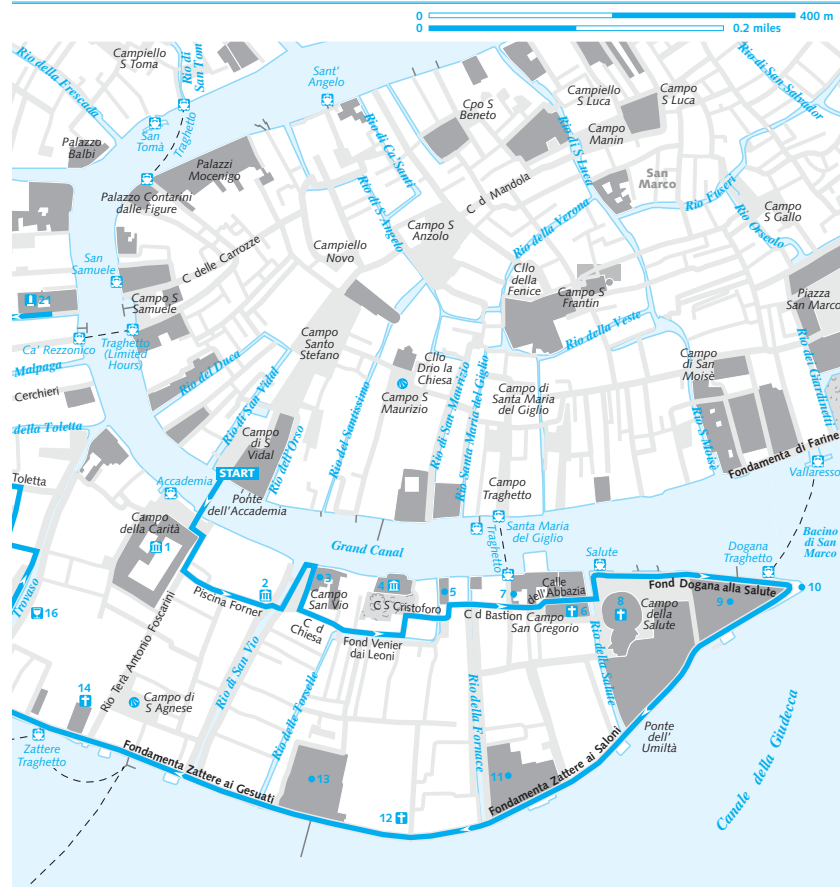 0
400 m
0
0.2 miles
Campiello
S Toma
Rio di
San Tomà
Rio della Frescada
Sant'
Angelo
Cpo S
Beneto
Campiello
S Luca
Campo
S Luca
Rio di San Salvador
San
Tomà
Traghetto
Palazzo
Balbi
Palazzi
Mocenigo
Rio di Ca'Santi
Rio di S Luca
Campo
Manin
San
Marco
Palazzo Contarini
dalle Figure
C d Mandola
Rio Fuseri
Campo
S Gallo
Rio Orseolo
Rio di S Angelo
Campo S
Anzolo
Rio della Verona
C delle Carrozze
Campiello
Novo
San
Samuele
Cllo
della
Fenice
Campo S
Frantin
Piazza
San Marco
21
Campo S
Samuele
Campo
Santo
Stefano
Rio della Veste
Ca' Rezzonico
Traghetto
(Limited
Hours)
Malpaga
Rio del Duca
Rio di San Vidal
Cllo
Drio la
Chiesa
Campo S
Maurizio
Campo di
Santa Maria
del Giglio
Campo
di San
Moisè
Rio dei Giardinetti
Cerchieri
della Toletta
Rio del Santissimo
Rio di San Maurizio
Rio Santa Maria del Giglio
Rio S Moisè
Campo
di S
Vidal
Rio dell'Orso
Fondamenta di Farine
START
Toletta
Accademia
Ponte
dell'Accademia
Campo
Traghetto
Vallaresso
Campo
della Carità
1
Grand Canal
Traghetto
Santa Maria
del Giglio
Salute
Dogana
Traghetto
Bacino
di San
Marco
Trovaso
Piscina Forner
2
3
Campo
San Vio
4
C S Cristoforo
5
7
Calle
dell'Abbazia
Fond Dogana alla Salute
10
16
C d
Chiesa
Fond Venier
dai Leoni
C d Bastion
Campo
San Gregorio
6
8
Campo
della
Salute
9
Rio Terà Antonio Foscarini
Rio di San Vio
Rio delle Torselle
Rio della Fornace
Rio della Salute
14
Campo di
S Agnese
Ponte
dell'
Umiltà
Zattere
Traghetto
Fondamenta Zattere ai Gesuati
13
11
Fondamenta Zattere ai Saloni
12
Canale della Giudecca